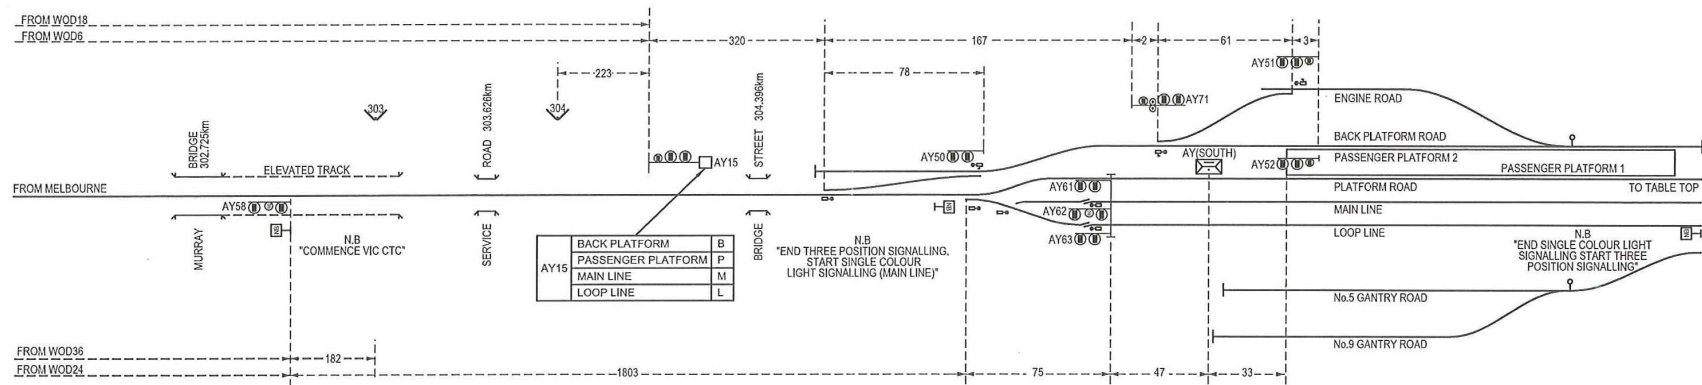 FROM WOD18
FROM WOD6
320
167
2
61
3
223
78
AY51
AY71
ENGINE ROAD
303
304
BRIDGE
302.725km
ELEVATED TRACK
ROAD 303.626km
STREET 304.396km
AY15
AY50
BACK PLATFORM ROAD
AY(SOUTH)
PASSENGER PLATFORM 2
AY52
PASSENGER PLATFORM 1
FROM MELBOURNE
AY61
PLATFORM ROAD
TO TABLE TOP
AY58
NB
NB
AY62
MAIN LINE
AY63
LOOP LINE
NB
MURRAY
N.B
"COMMENCE VIC CTC"
SERVICE
AY15
BACK PLATFORM B
PASSENGER PLATFORM P
MAIN LINE M
LOOP LINE L
BRIDGE
N.B
"END THREE POSITION SIGNALLING.
START SINGLE COLOUR
LIGHT SIGNALLING (MAIN LINE)"
N.B
"END SINGLE COLOUR LIGHT
SIGNALLING START THREE
POSITION SIGNALLING"
No.5 GANTRY ROAD
No.9 GANTRY ROAD
FROM WOD36
182
FROM WOD24
1803
75
47
33